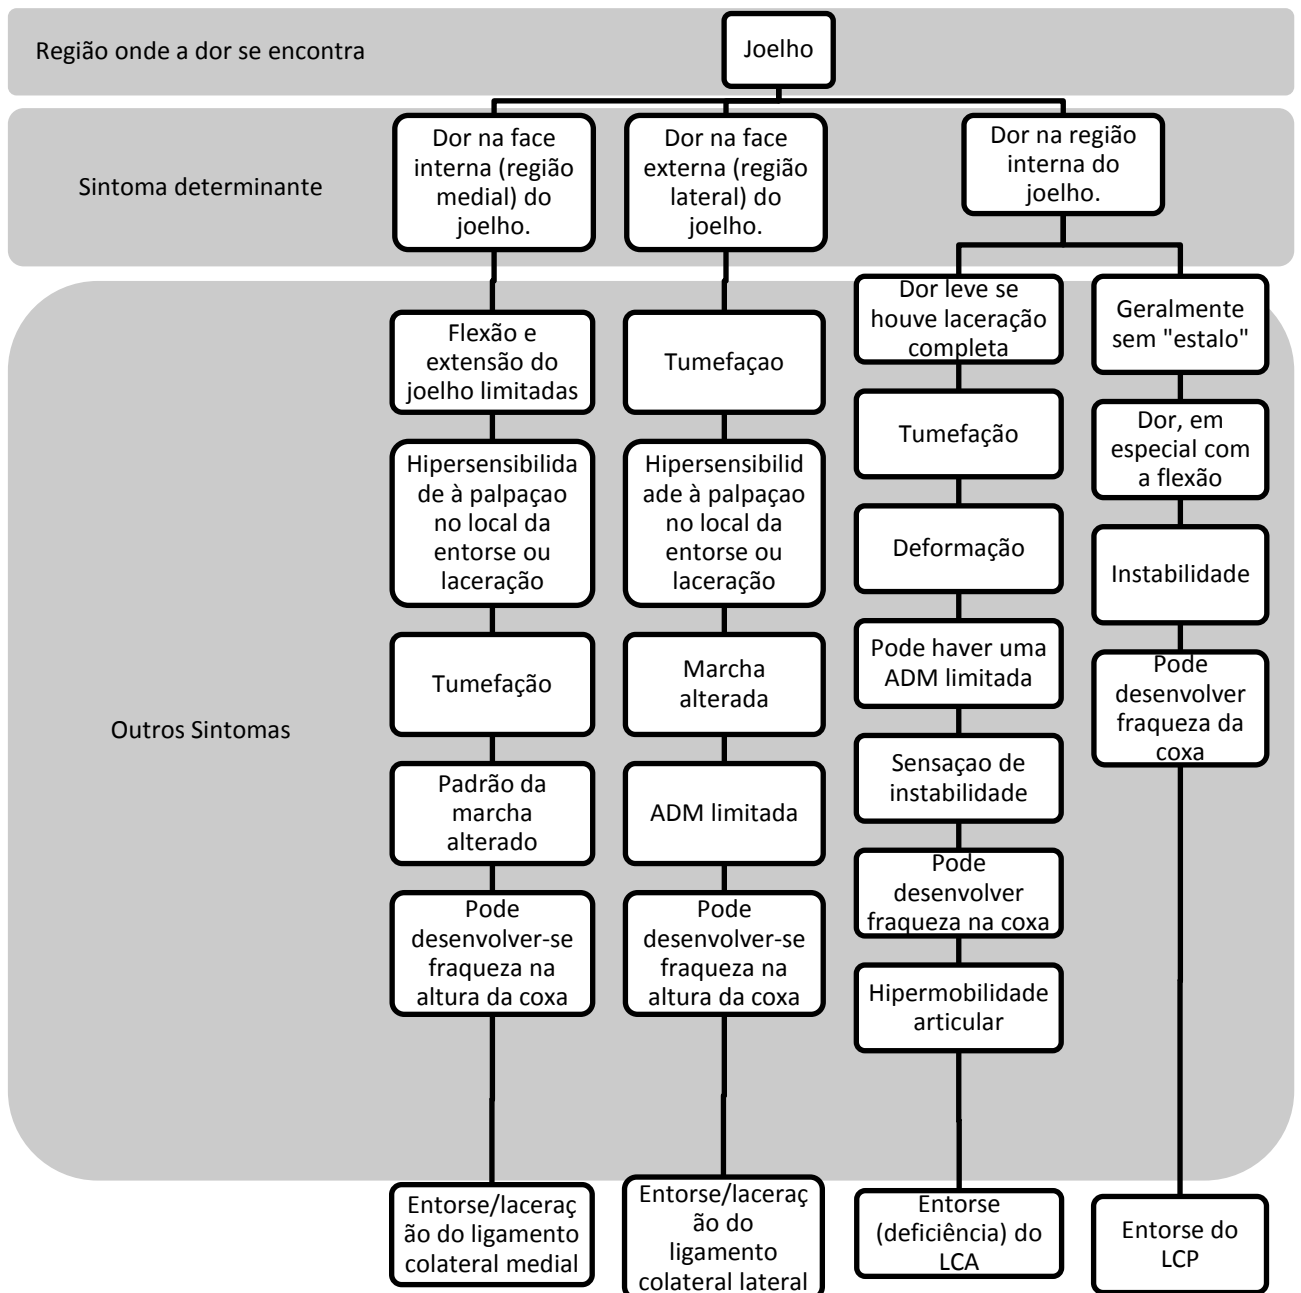 Região onde a dor se encontra
Joelho
Sintoma determinante
Dor na face
interna (região
medial) do
joelho.
Dor na face
externa (região
lateral) do
joelho.
Dor na região
interna do
joelho.
Outros Sintomas
Flexão e
extensão do
joelho limitadas
Hipersensibilida
de à palpaçao
no local da
entorse ou
laceração
Tumefação
Padrão da
marcha
alterado
Pode
desenvolver-se
fraqueza na
altura da coxa
Entorse/laceraç
ão do ligamento
colateral medial
Tumefaçao
Hipersensibilid
ade à palpaçao
no local da
entorse ou
laceração
Marcha
alterada
ADM limitada
Pode
desenvolver-se
fraqueza na
altura da coxa
Entorse/laceraç
ão do
ligamento
colateral lateral
Dor leve se
houve laceração
completa
Tumefação
Deformação
Pode haver uma
ADM limitada
Sensaçao de
instabilidade
Pode
desenvolver
fraqueza na coxa
Hipermobilidade
articular
Entorse
(deficiência) do
LCA
Geralmente
sem "estalo"
Dor, em
especial com
a flexão
Instabilidade
Pode
desenvolver
fraqueza da
coxa
Entorse do
LCP